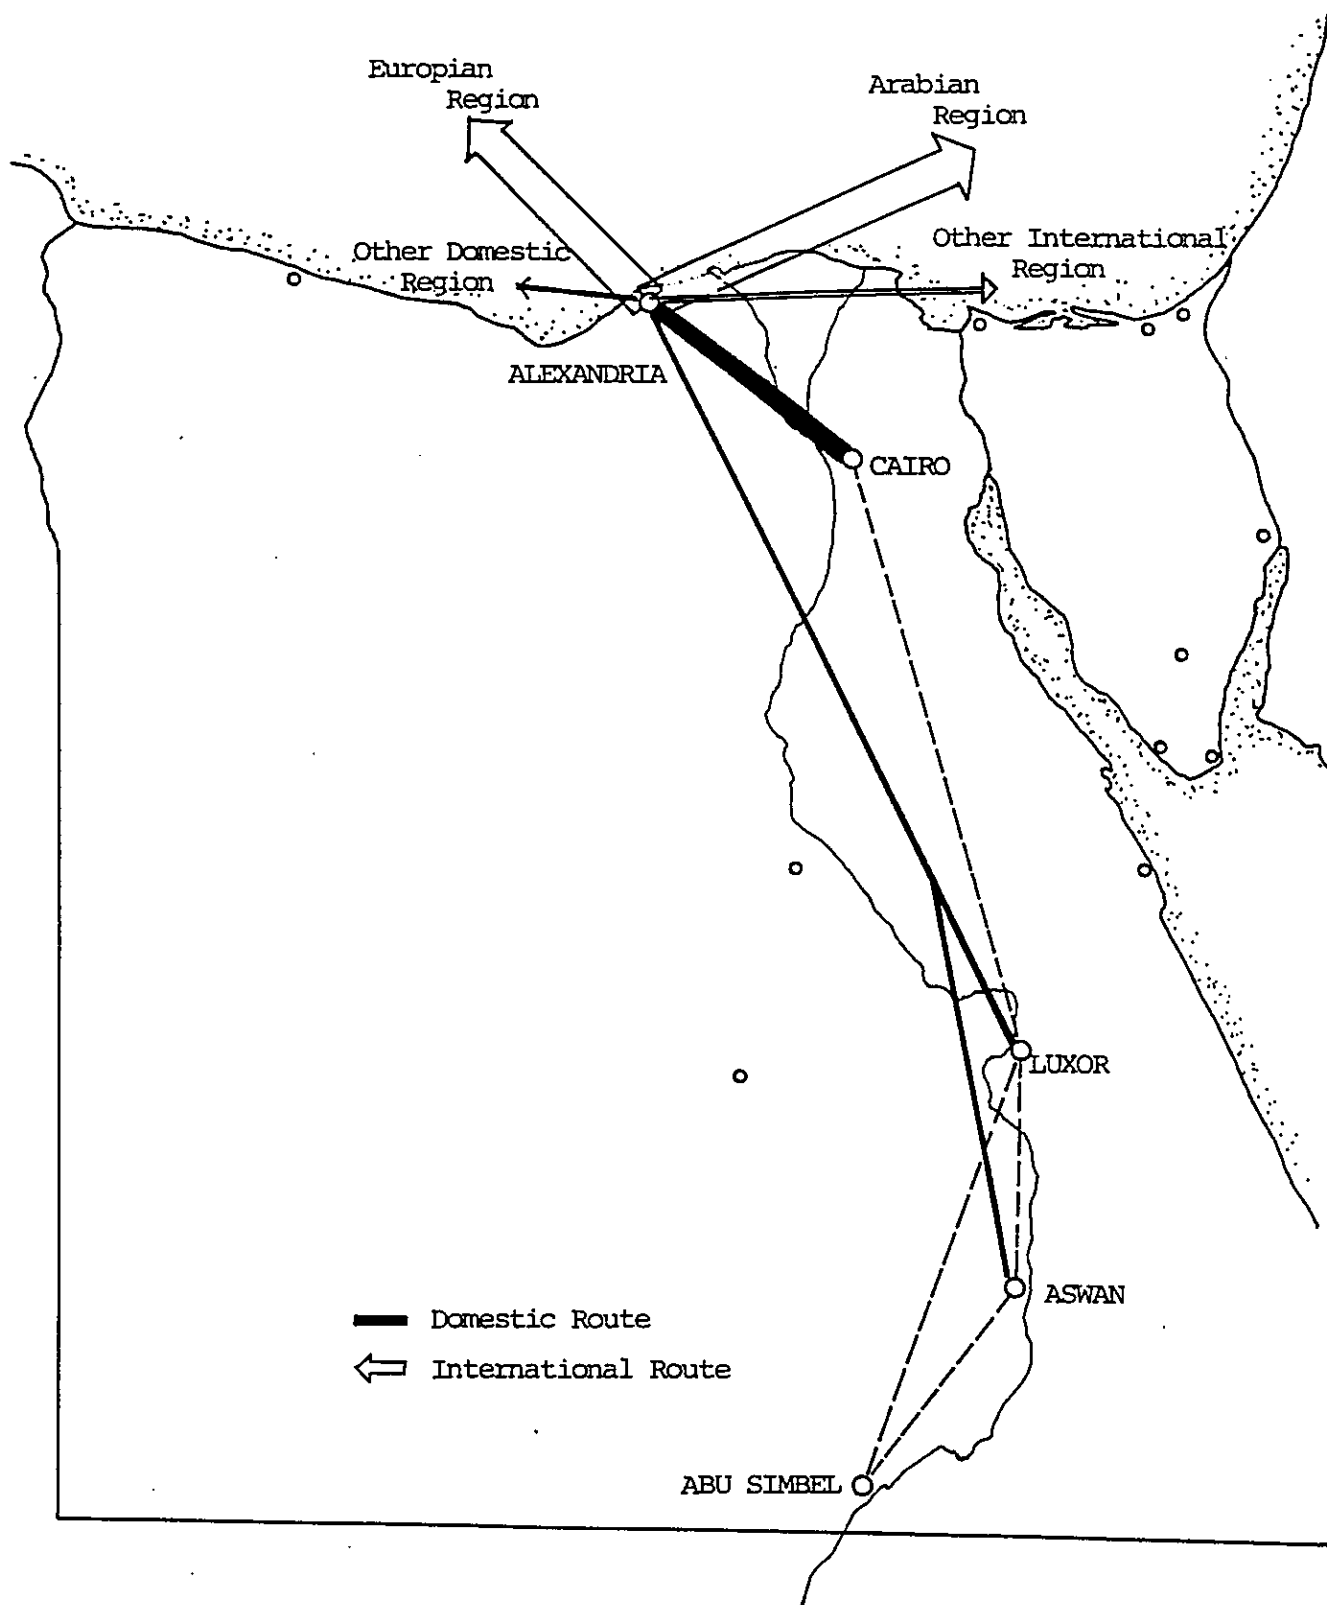 Europian
Region
Arabian
Region
Other Domestic
Region
Other International
Region
ALEXANDRIA
CAIRO
LUXOR
ASWAN
Domestic Route
International Route
ABU SIMBEL